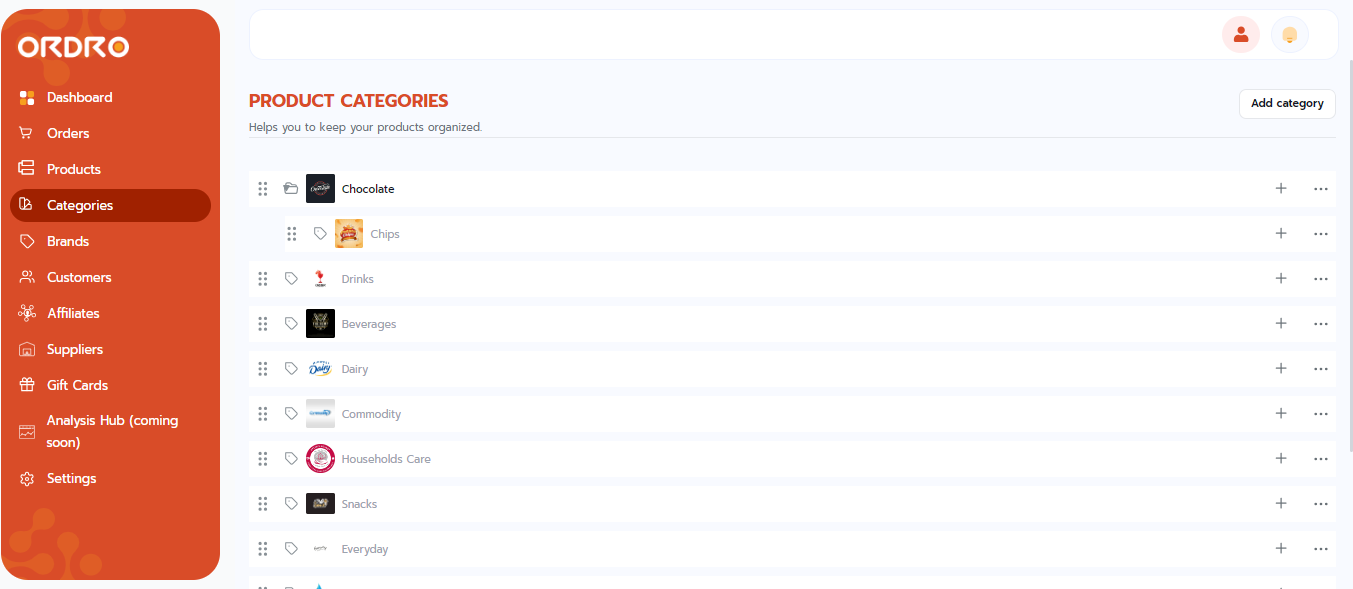 ORDRO
Dashboard
Orders
Products
Categories
Brands
Customers
Affiliates
Suppliers
Gift Cards
Analysis Hub (coming
soon)
Settings
PRODUCT CATEGORIES
Add category
Helps you to keep your products organized.
Chocolate
Chips
Drinks
Beverages
Dairy
Dairy
Commodity
Households Care
Snacks
Everyday